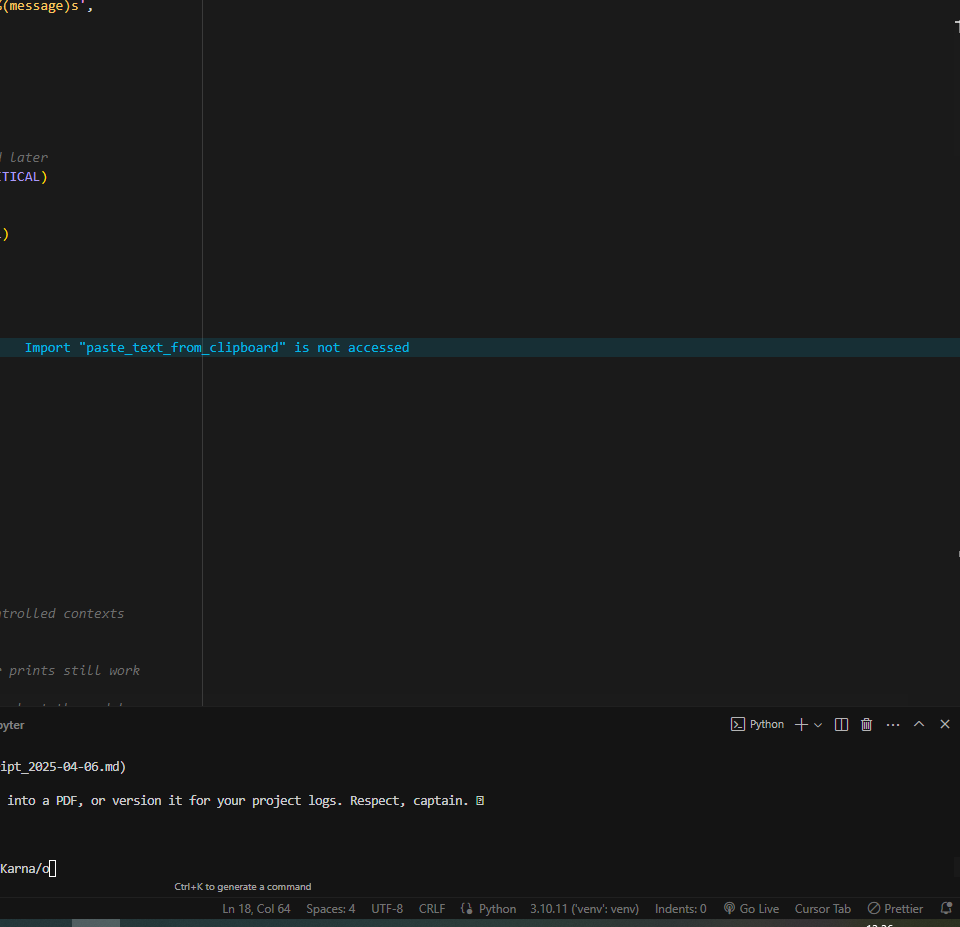 %(message)s',
later
TICAL)
)
Import "paste_text_from_clipboard" is not accessed
ntrolled contexts
prints still work
pyter
Python
ipt_2025-04-06.md)
into a PDF, or version it for your project logs. Respect, captain.
Karna/o
Ctrl+K to generate a command
Ln 18, Col 64 Spaces: 4 UTF-8 CRLF Python 3.10.11 ('venv': venv) Indents: 0 Go Live Cursor Tab Prettier